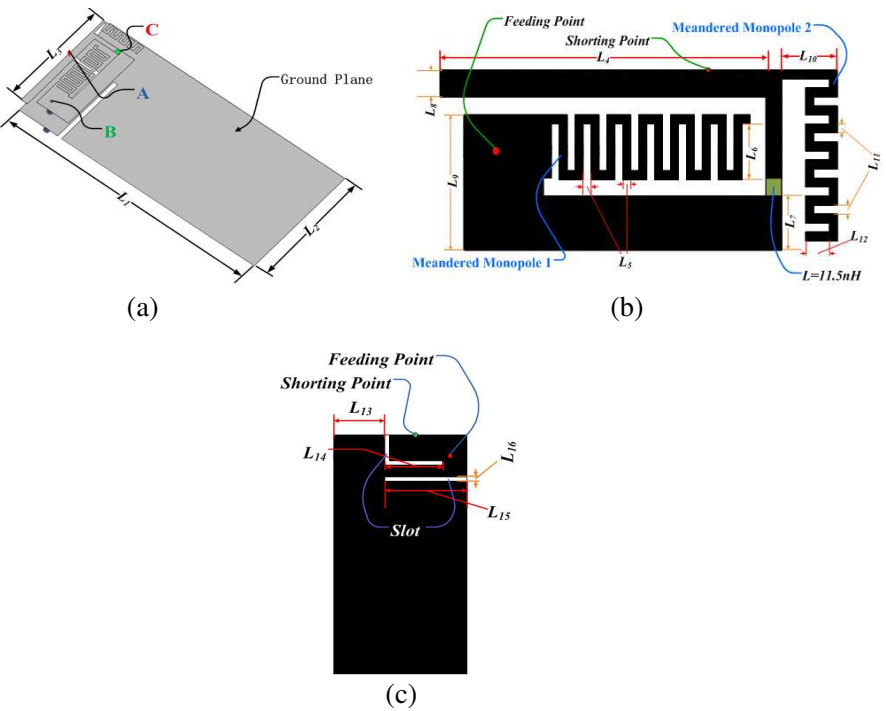 C
L3
Ground Plane
A
B
L1
L2
(a)
Feeding Point
Shorting Point
Meandered Monopole 2
L4
L10
L8
L9
L6
L11
L7
L12
Meandered Monopole 1
L5
L=11.5nH
(b)
Feeding Point
Shorting Point
L13
L14
L16
L15
Slot
(c)